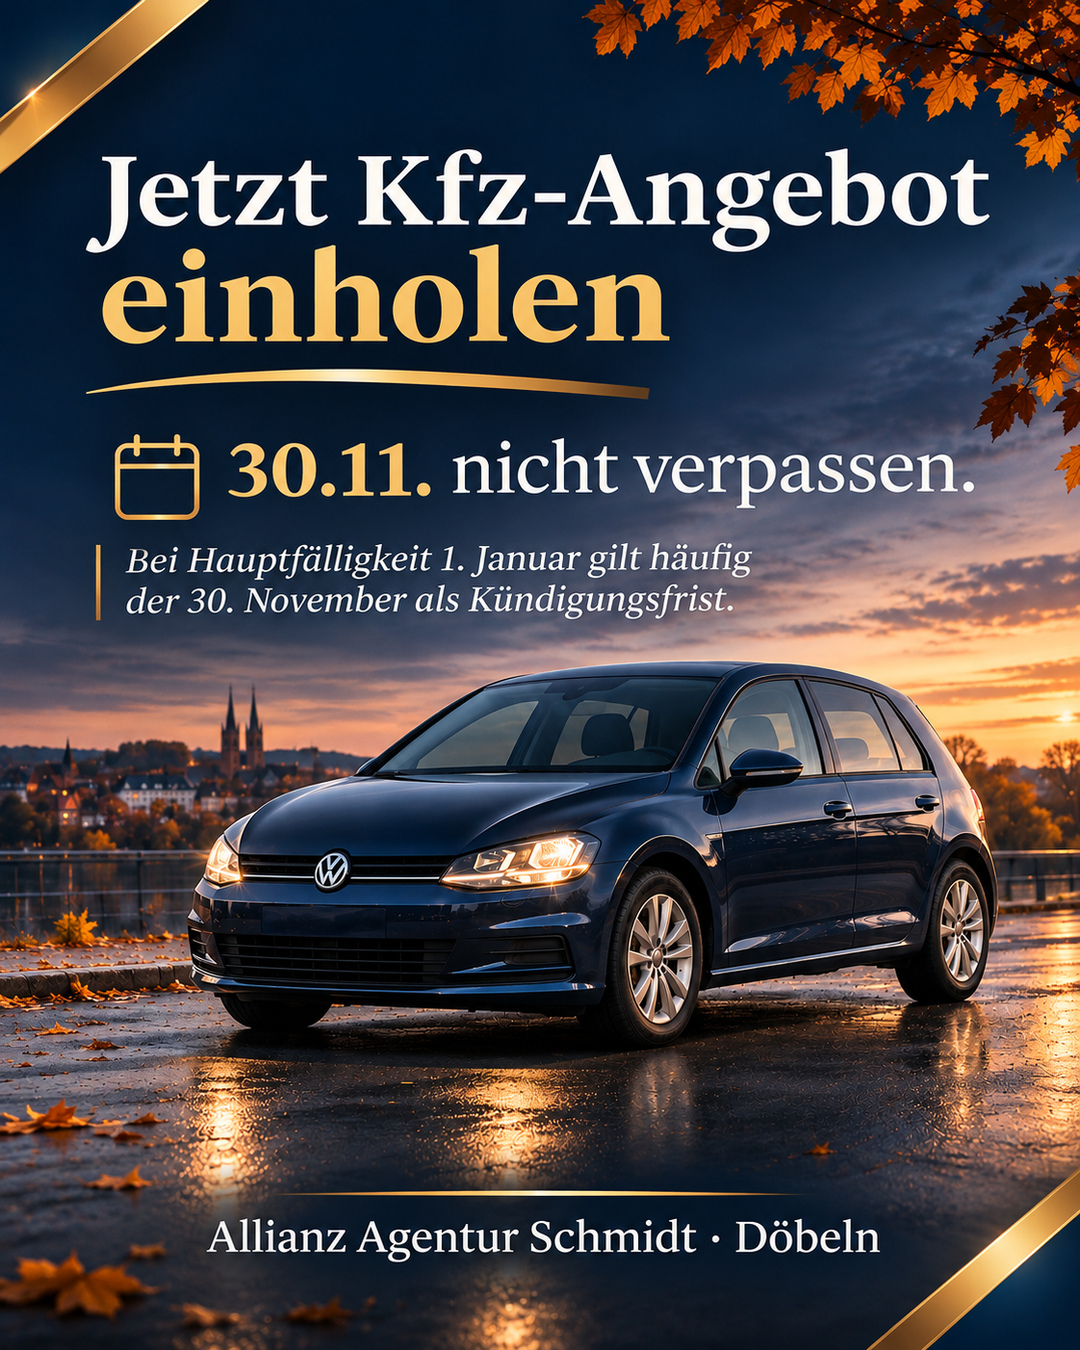 Jetzt Kfz-Angebot
einholen
30.11. nicht verpassen.
Bei Hauptfälligkeit 1. Januar gilt häufig
der 30. November als Kündigungsfrist.
Allianz Agentur Schmidt · Döbeln